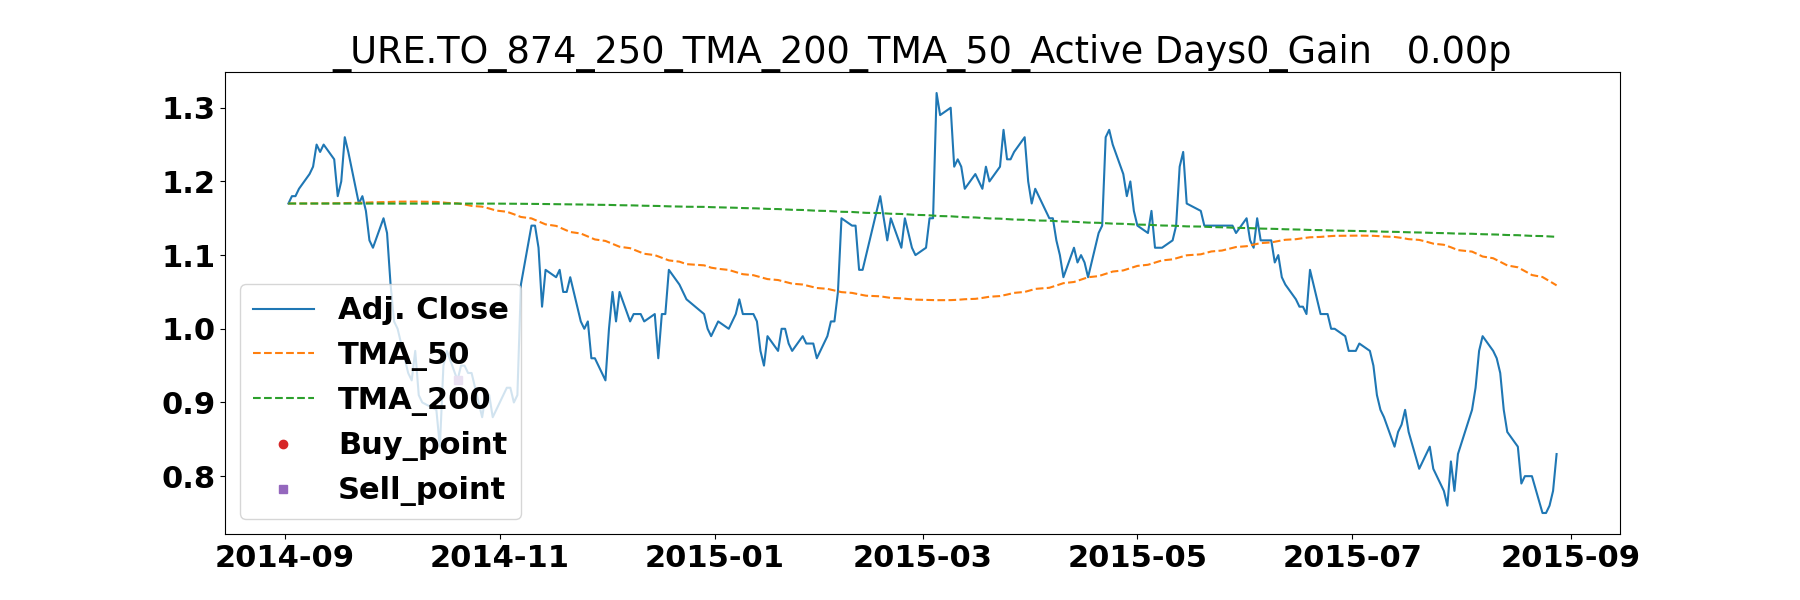 _URE.TO_874_250_TMA_200_TMA_50_Active Days0_Gain   0.00p
1.3
1.2
1.1
1.0
0.9
0.8
Adj. Close
TMA_50
TMA_200
Buy_point
Sell_point
2014-09 2014-11 2015-01 2015-03 2015-05 2015-07 2015-09